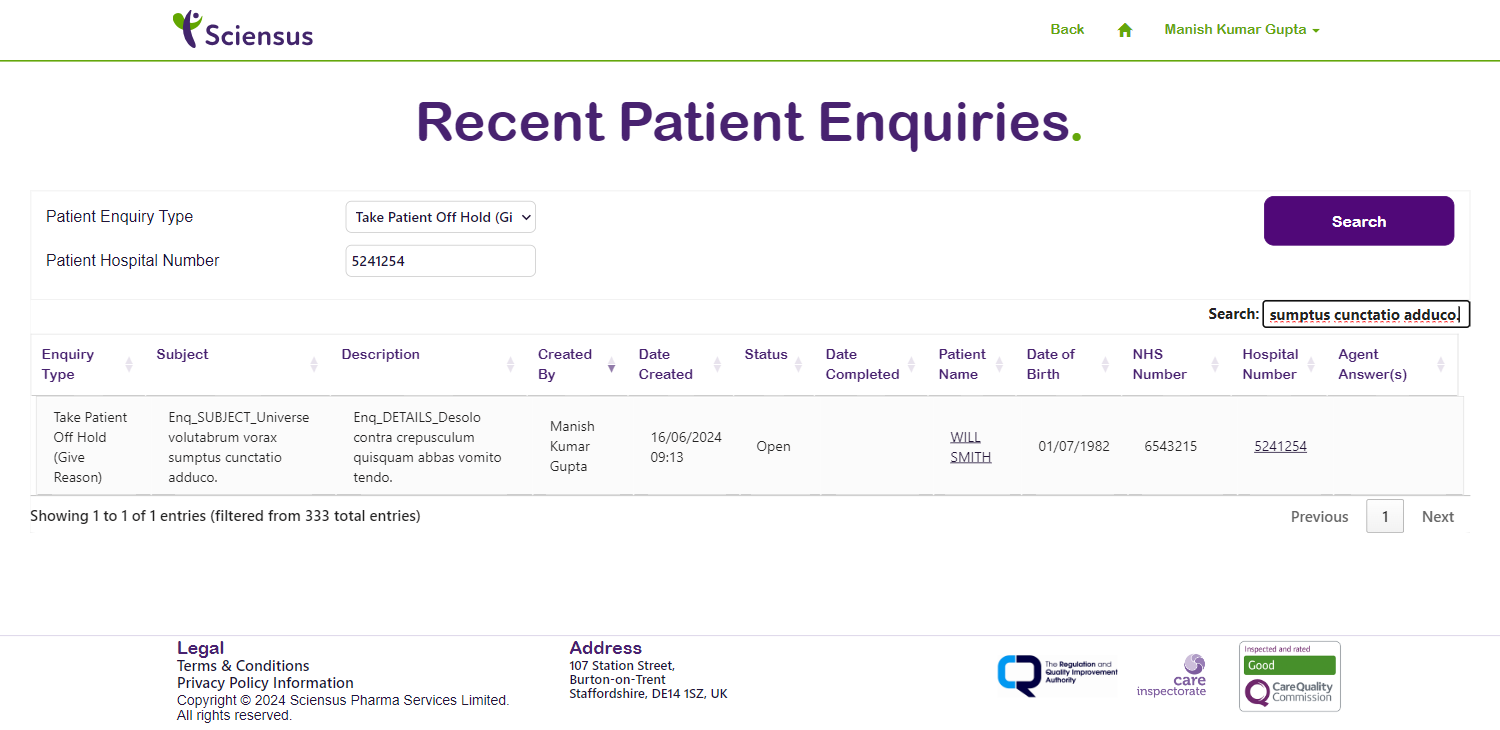 Sciensus
Back
Manish Kumar Gupta
Recent Patient Enquiries.
Patient Enquiry Type
Take Patient Off Hold (Gi
Search
Patient Hospital Number
5241254
Search:
sumptus cunctatio adduco.
Enquiry Type
Subject
Description
Created By
Date Created
Status
Date Completed
Patient Name
Date of Birth
NHS Number
Hospital Number
Agent Answer(s)
Take Patient
Off Hold
(Give
Reason)
Enq_SUBJECT_Universe
volutabrum vorax
sumptus cunctatio
adduco.
Enq_DETAILS_Desolo
contra crepusculum
quisquam abbas vomito
tendo.
Manish
Kumar
Gupta
16/06/2024
09:13
Open
WILL
SMITH
01/07/1982
6543215
5241254
Showing 1 to 1 of 1 entries (filtered from 333 total entries)
Previous
1
Next
Legal
Terms & Conditions
Privacy Policy Information
Copyright © 2024 Sciensus Pharma Services Limited.
All rights reserved.
Address
107 Station Street,
Burton-on-Trent
Staffordshire, DE14 1SZ, UK
The Regulation and
Quality Improvement
Authority
care
inspectorate
Inspected and rated
Good
CareQuality
Commission